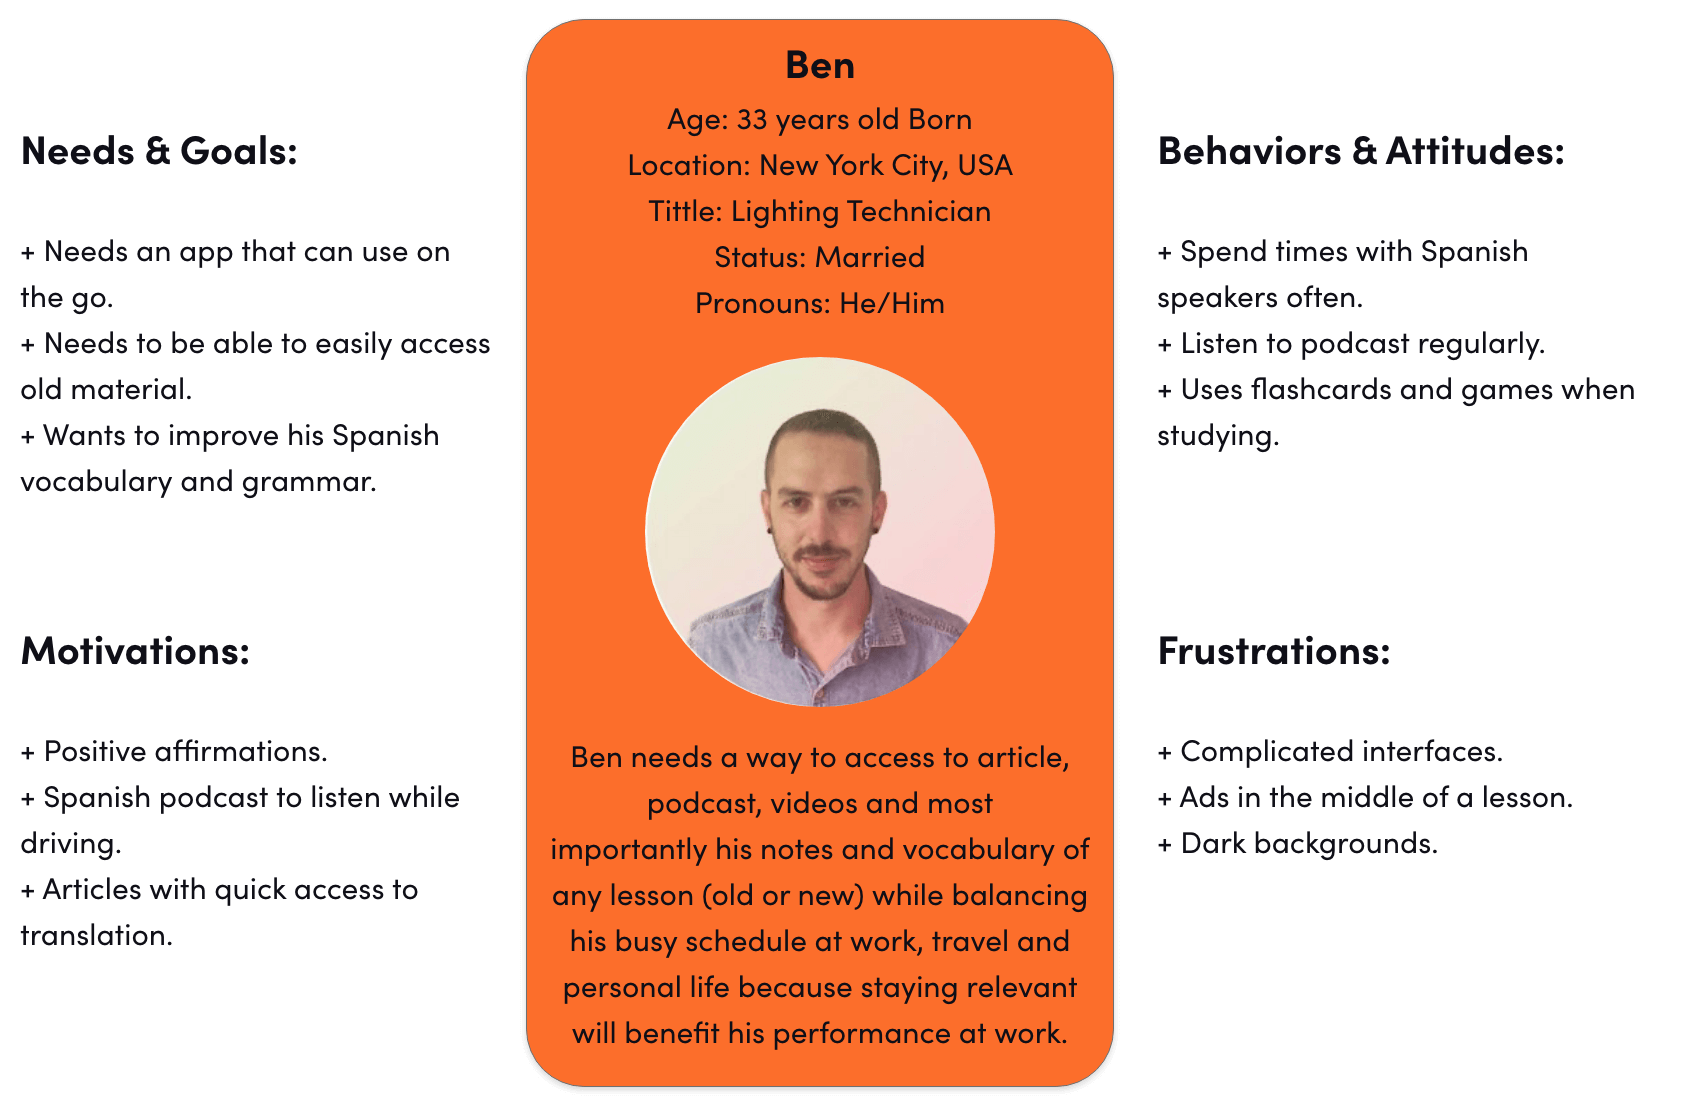 Ben
Age: 33 years old Born
Location: New York City, USA
Tittle: Lighting Technician
Status: Married
Pronouns: He/Him
Needs & Goals:
+ Needs an app that can use on
the go.
+ Needs to be able to easily access
old material.
+ Wants to improve his Spanish
vocabulary and grammar.
Motivations:
+ Positive affirmations.
+ Spanish podcast to listen while
driving.
+ Articles with quick access to
translation.
Ben needs a way to access to article,
podcast, videos and most
importantly his notes and vocabulary of
any lesson (old or new) while balancing
his busy schedule at work, travel and
personal life because staying relevant
will benefit his performance at work.
Behaviors & Attitudes:
+ Spend times with Spanish
speakers often.
+ Listen to podcast regularly.
+ Uses flashcards and games when
studying.
Frustrations:
+ Complicated interfaces.
+ Ads in the middle of a lesson.
+ Dark backgrounds.